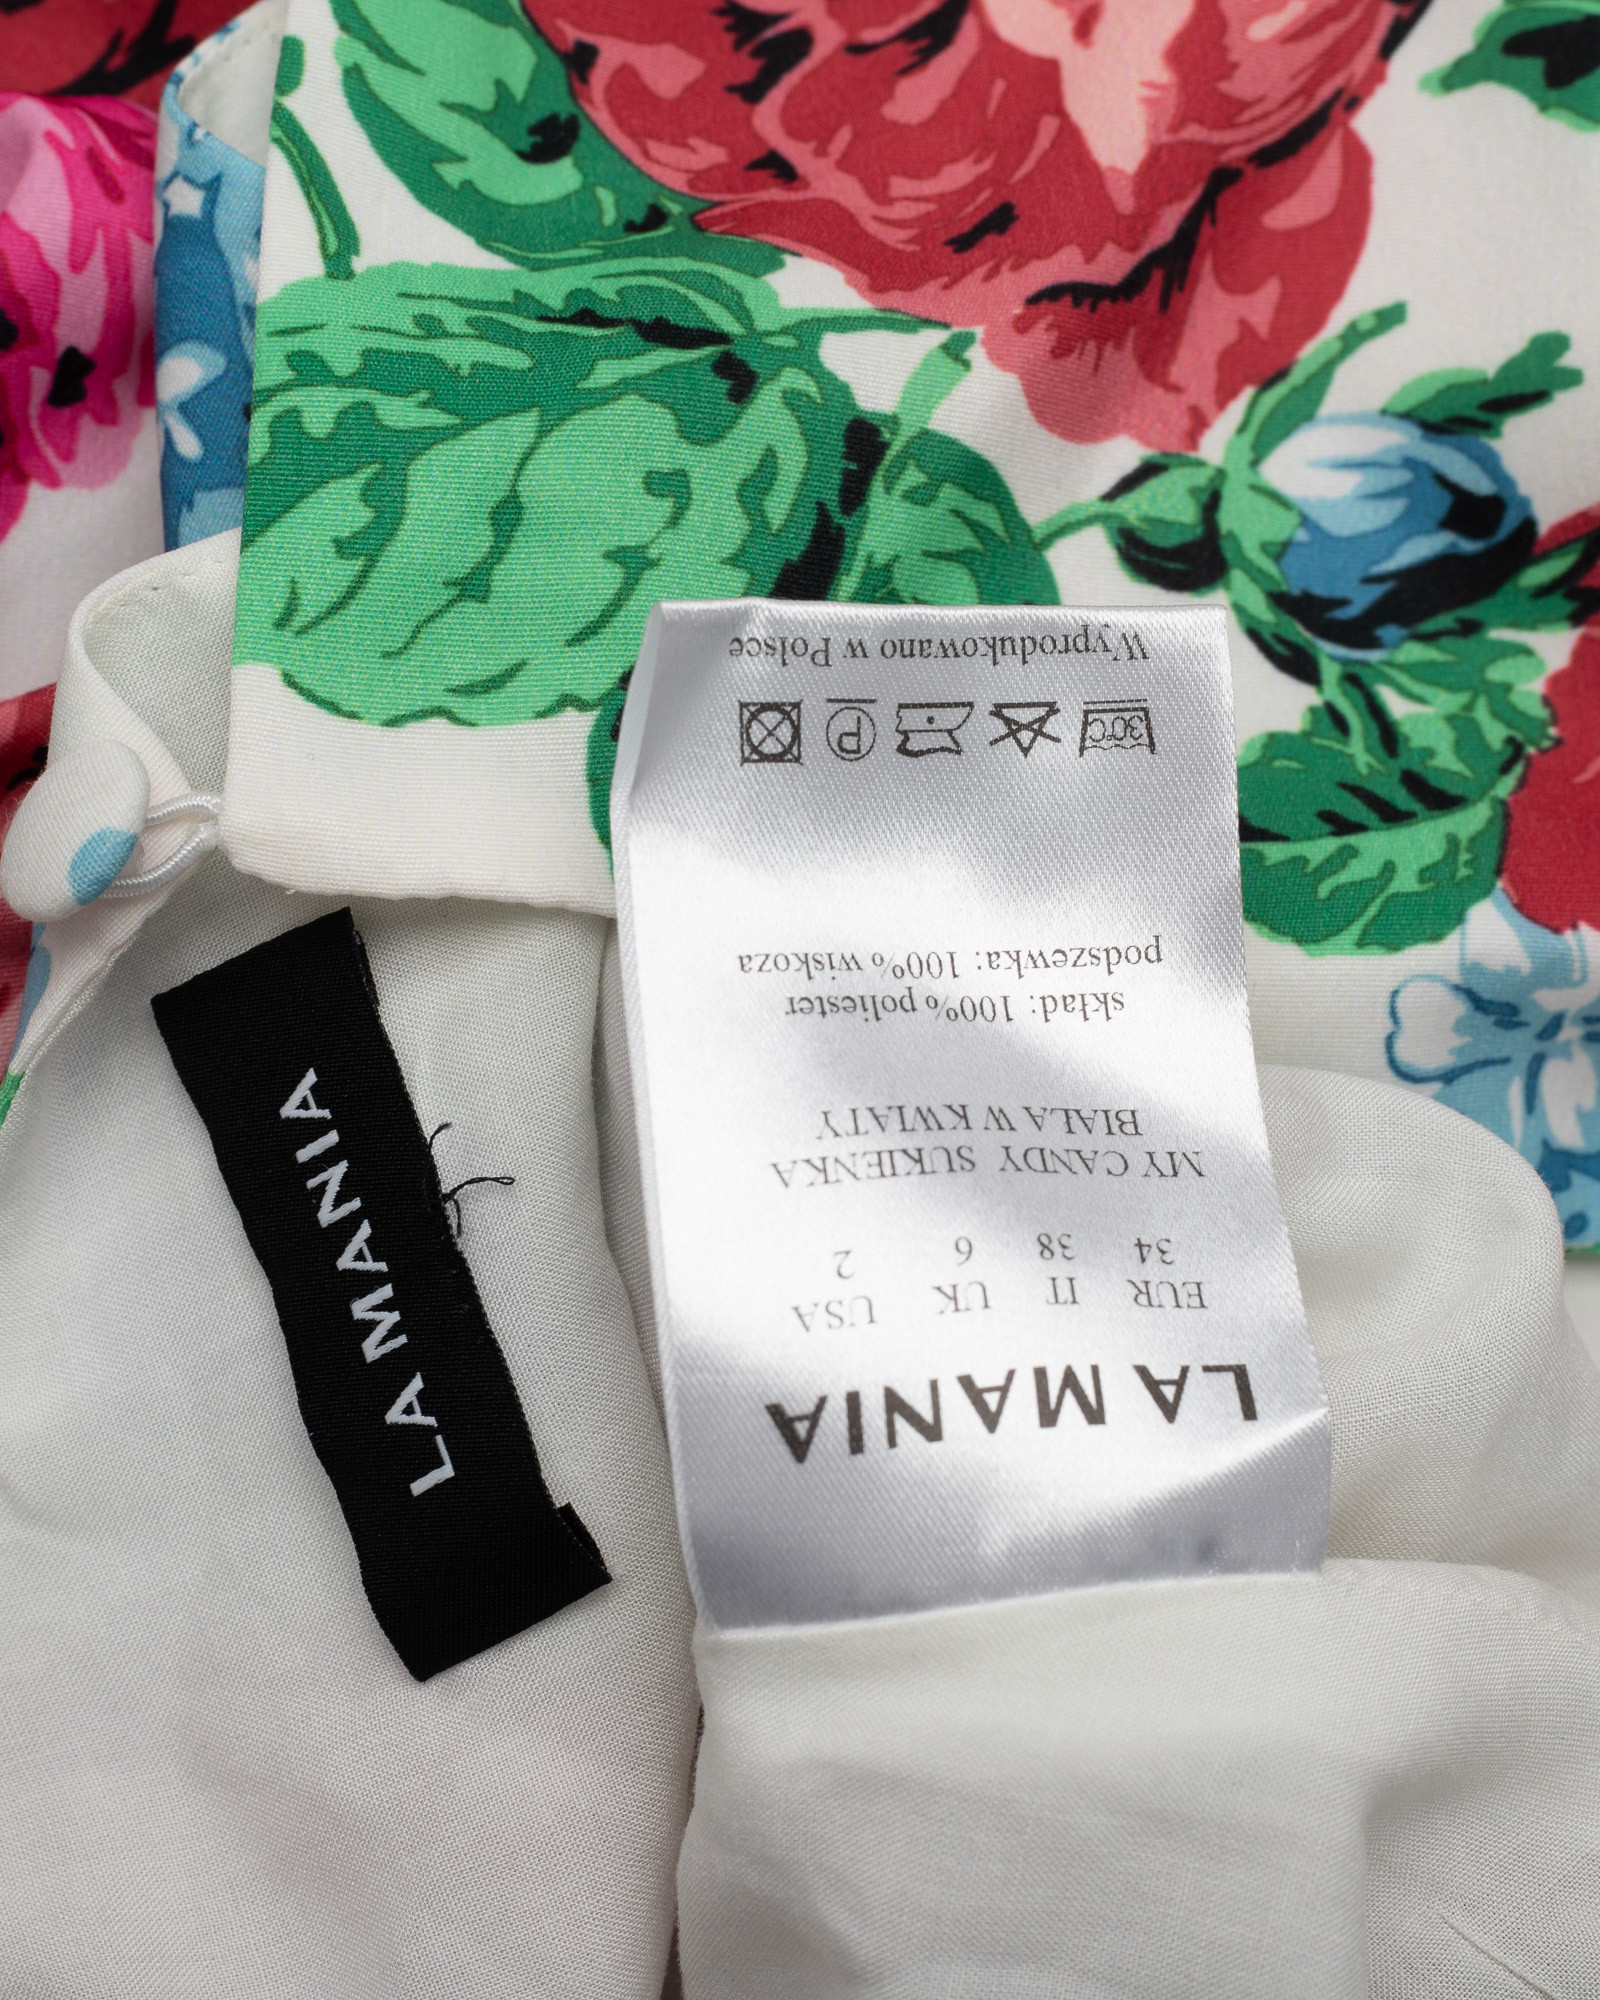 LA MANIA
LA MANIA
EUR IT UK USA
34 38 6 2
MY CANDY SUKIENKA
BIAŁA W KWIATY
skład: 100% poliester
podszewka: 100% wiskoza
30°C P
Wyprodukowano w Polsce